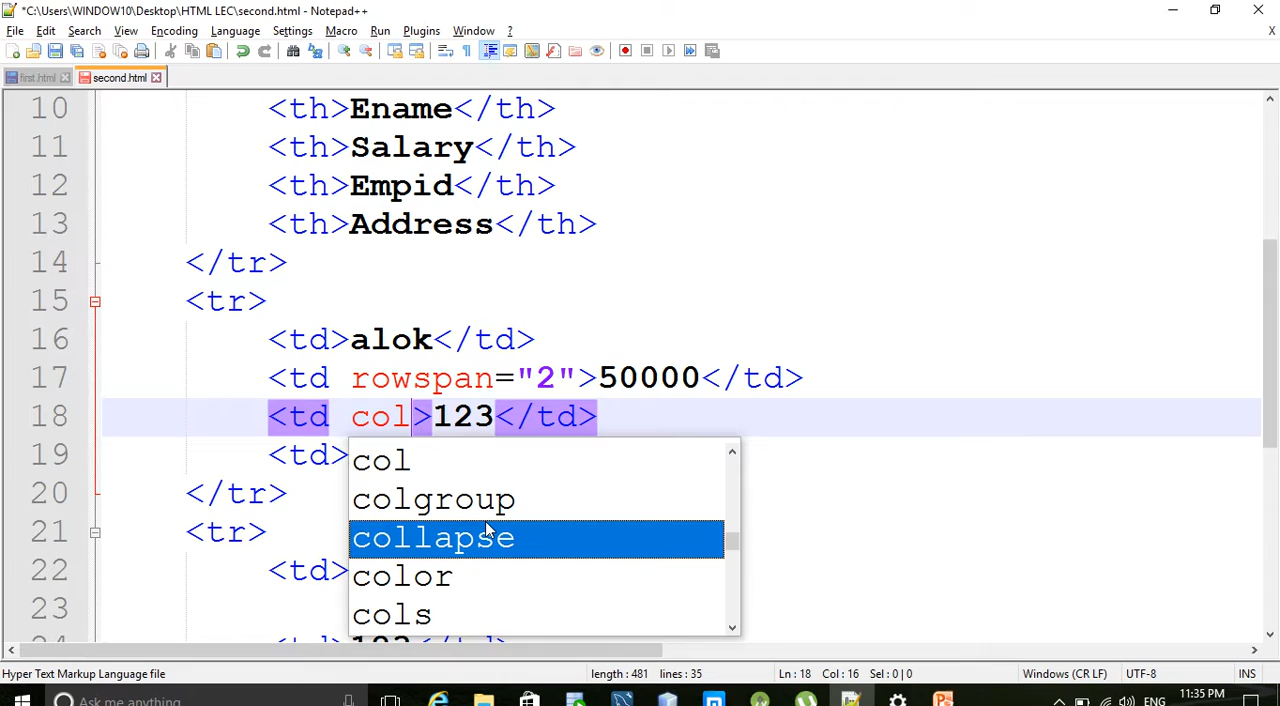 *C:\Users\WINDOW10\Desktop\HTML LEC\second.html - Notepad++
File Edit Search View Encoding Language Settings Macro Run Plugins Window ?
X
first.html second.html
10 <th>Ename</th>
11 <th>Salary</th>
12 <th>Empid</th>
13 <th>Address</th>
14 </tr>
15 <tr>
16 <td>alok</td>
17 <td rowspan="2">50000</td>
18 <td col>123</td>
19 <td>
col
20 </tr>
colgroup
21 <tr>
collapse
22 <td>
color
23
cols
Hyper Text Markup Language file length : 481 lines : 35 Ln : 18 Col : 16 Sel : 0 | 0 Windows (CR LF) UTF-8 INS
Ask me anything ENG 11:35 PM